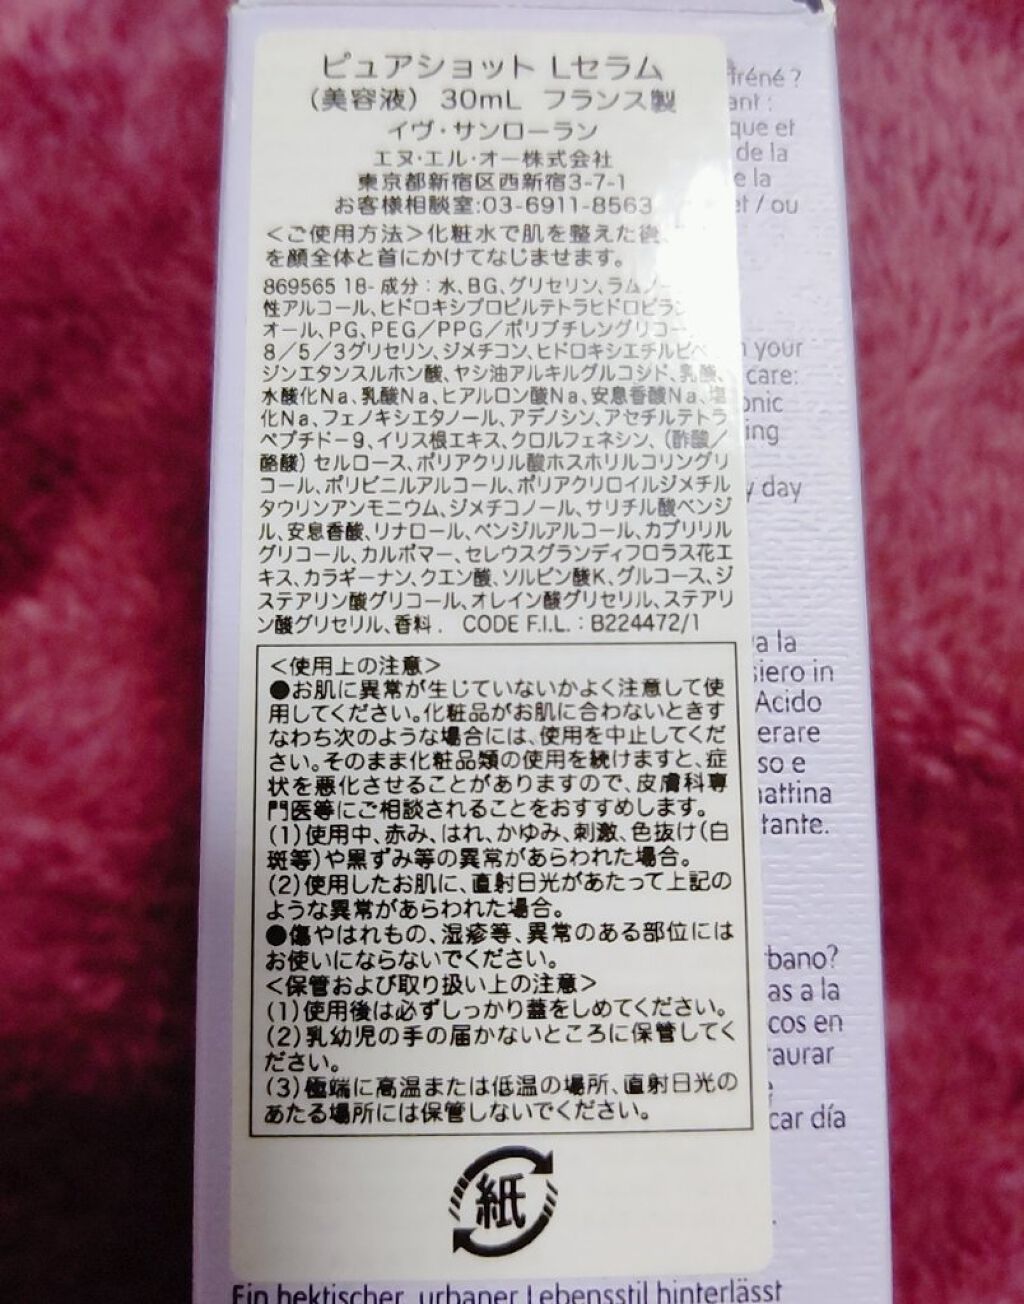 ピュアショット Lセラム
（美容液） 30mL フランス製
イヴ・サンローラン
エヌ・エル・オー株式会社
東京都新宿区西新宿3-7-1
お客様相談室:03-6911-8563
＜ご使用方法＞化粧水で肌を整えた後、
を顔全体と首にかけてなじませます。
869565 18- 成分：水、BG、グリセリン、ラムノー
性アルコール、ヒドロキシプロピルテトラヒドロピラン
オール、PG、PEG／PPG／ポリブチレングリコー
8／5／3グリセリン、ジメチコン、ヒドロキシエチルピペ
ジンエタンスルホン酸、ヤシ油アルキルグルコシド、乳酸、
水酸化Na、乳酸Na、ヒアルロン酸Na、安息香酸Na、塩
化Na、フェノキシエタノール、アデノシン、アセチルテトラ
ペプチド－9、イリス根エキス、クロルフェネシン、（酢酸／
酪酸）セルロース、ポリアクリル酸ホスホリルコリングリ
コール、ポリビニルアルコール、ポリアクリロイルジメチル
タウリンアンモニウム、ジメチコノール、サリチル酸ベンジ
ル、安息香酸、リナロール、ベンジルアルコール、カプリリル
グリコール、カルボマー、セレウスグランディフロラス花エ
キス、カラギーナン、クエン酸、ソルビン酸K、グルコース、ジ
ステアリン酸グリコール、オレイン酸グリセリル、ステアリ
ン酸グリセリル、香料． CODE F.I.L.：B224472/1
＜使用上の注意＞
●お肌に異常が生じていないかよく注意して使
用してください。化粧品がお肌に合わないときす
なわち次のような場合には、使用を中止してくだ
さい。そのまま化粧品類の使用を続けますと、症
状を悪化させることがありますので、皮膚科専
門医等にご相談されることをおすすめします。
(1)使用中、赤み、はれ、かゆみ、刺激、色抜け（白
斑等）や黒ずみ等の異常があらわれた場合。
(2)使用したお肌に、直射日光があたって上記の
ような異常があらわれた場合。
●傷やはれもの、湿疹等、異常のある部位には
お使いにならないでください。
＜保管および取り扱い上の注意＞
(1)使用後は必ずしっかり蓋をしめてください。
(2)乳幼児の手の届かないところに保管してく
ださい。
(3)極端に高温または低温の場所、直射日光の
あたる場所には保管しないでください。
紙
fréné ?
ant :
que et
de la
e la
et / ou
your
care:
onic
ing
y day
va la
siero in
Acido
erare
so e
nattina
tante.
rbano?
as a la
cos en
aurar
car día
Ein hektischer, urbaner Lebensstil hinterlässt